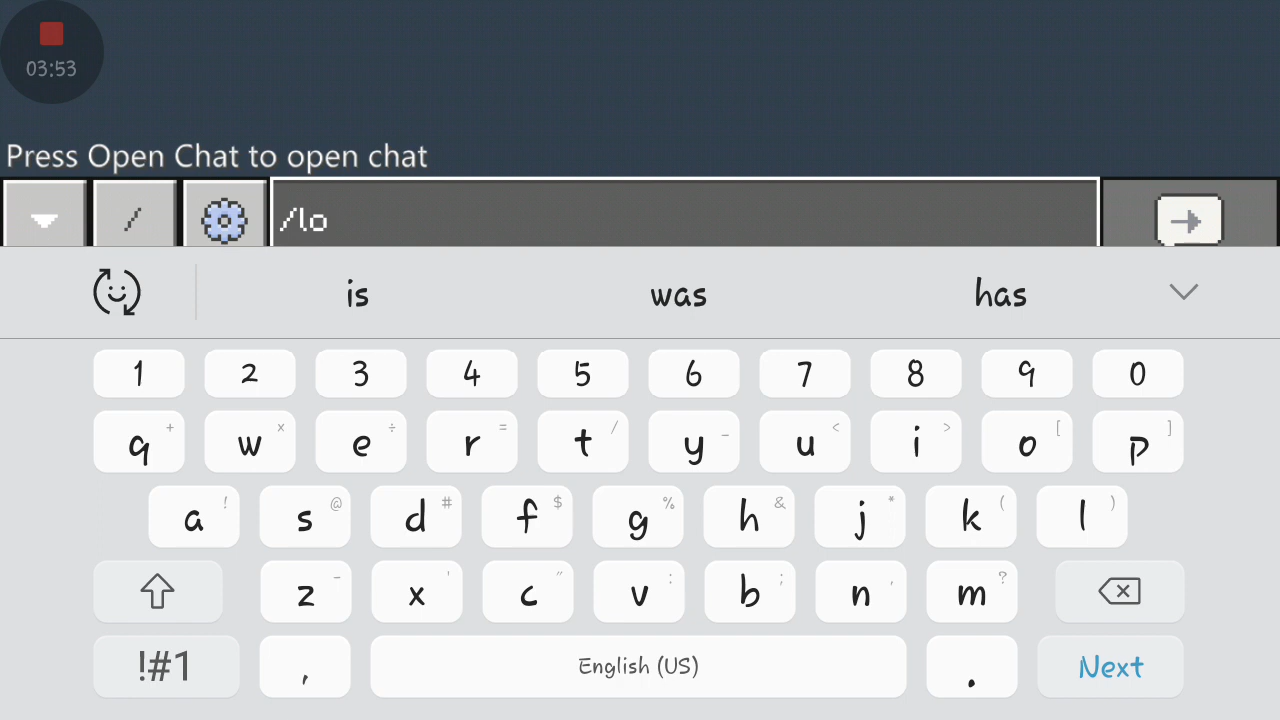 03:53
Press Open Chat to open chat
/ /lo
is was has
1 2 3 4 5 6 7 8 9 0
q + w x e ÷ r = t / y - u < i > o [ p ]
a ! s @ d # f $ g % h & j * k ( l )
z - x ' c " v : b ; n , m ?
!#1 , English (US) . Next